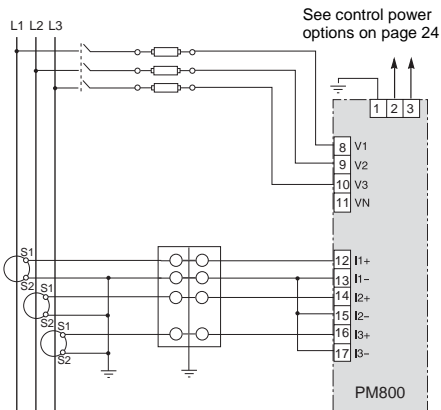 See control power
options on page 24
L1 L2 L3
1 2 3
8 V1
9 V2
10 V3
11 VN
S1
S2
S1
S2
S1
S2
12 I1+
13 I1–
14 I2+
15 I2–
16 I3+
17 I3–
PM800